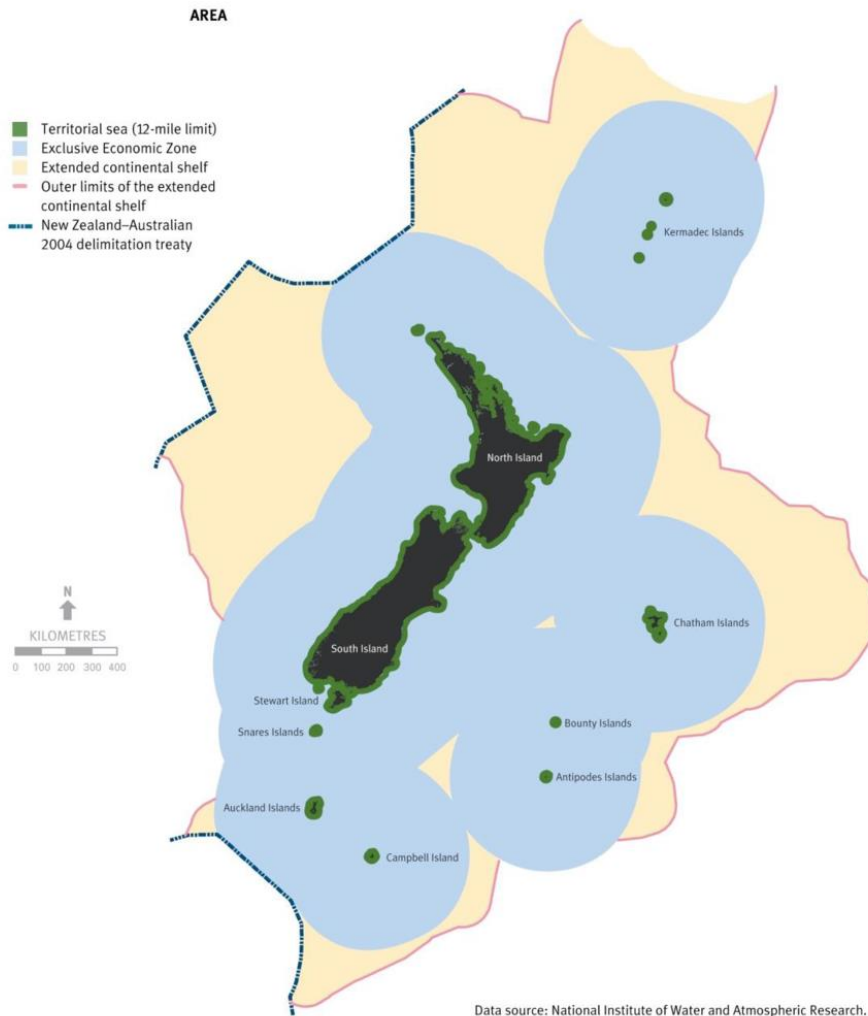 AREA
Territorial sea (12-mile limit)
Exclusive Economic Zone
Extended continental shelf
Outer limits of the extended
continental shelf
New Zealand–Australian
2004 delimitation treaty
Kermadec Islands
North Island
N
KILOMETRES
0 100 200 300 400
South Island
Chatham Islands
Stewart Island
Snares Islands
Bounty Islands
Antipodes Islands
Auckland Islands
Campbell Island
Data source: National Institute of Water and Atmospheric Research,